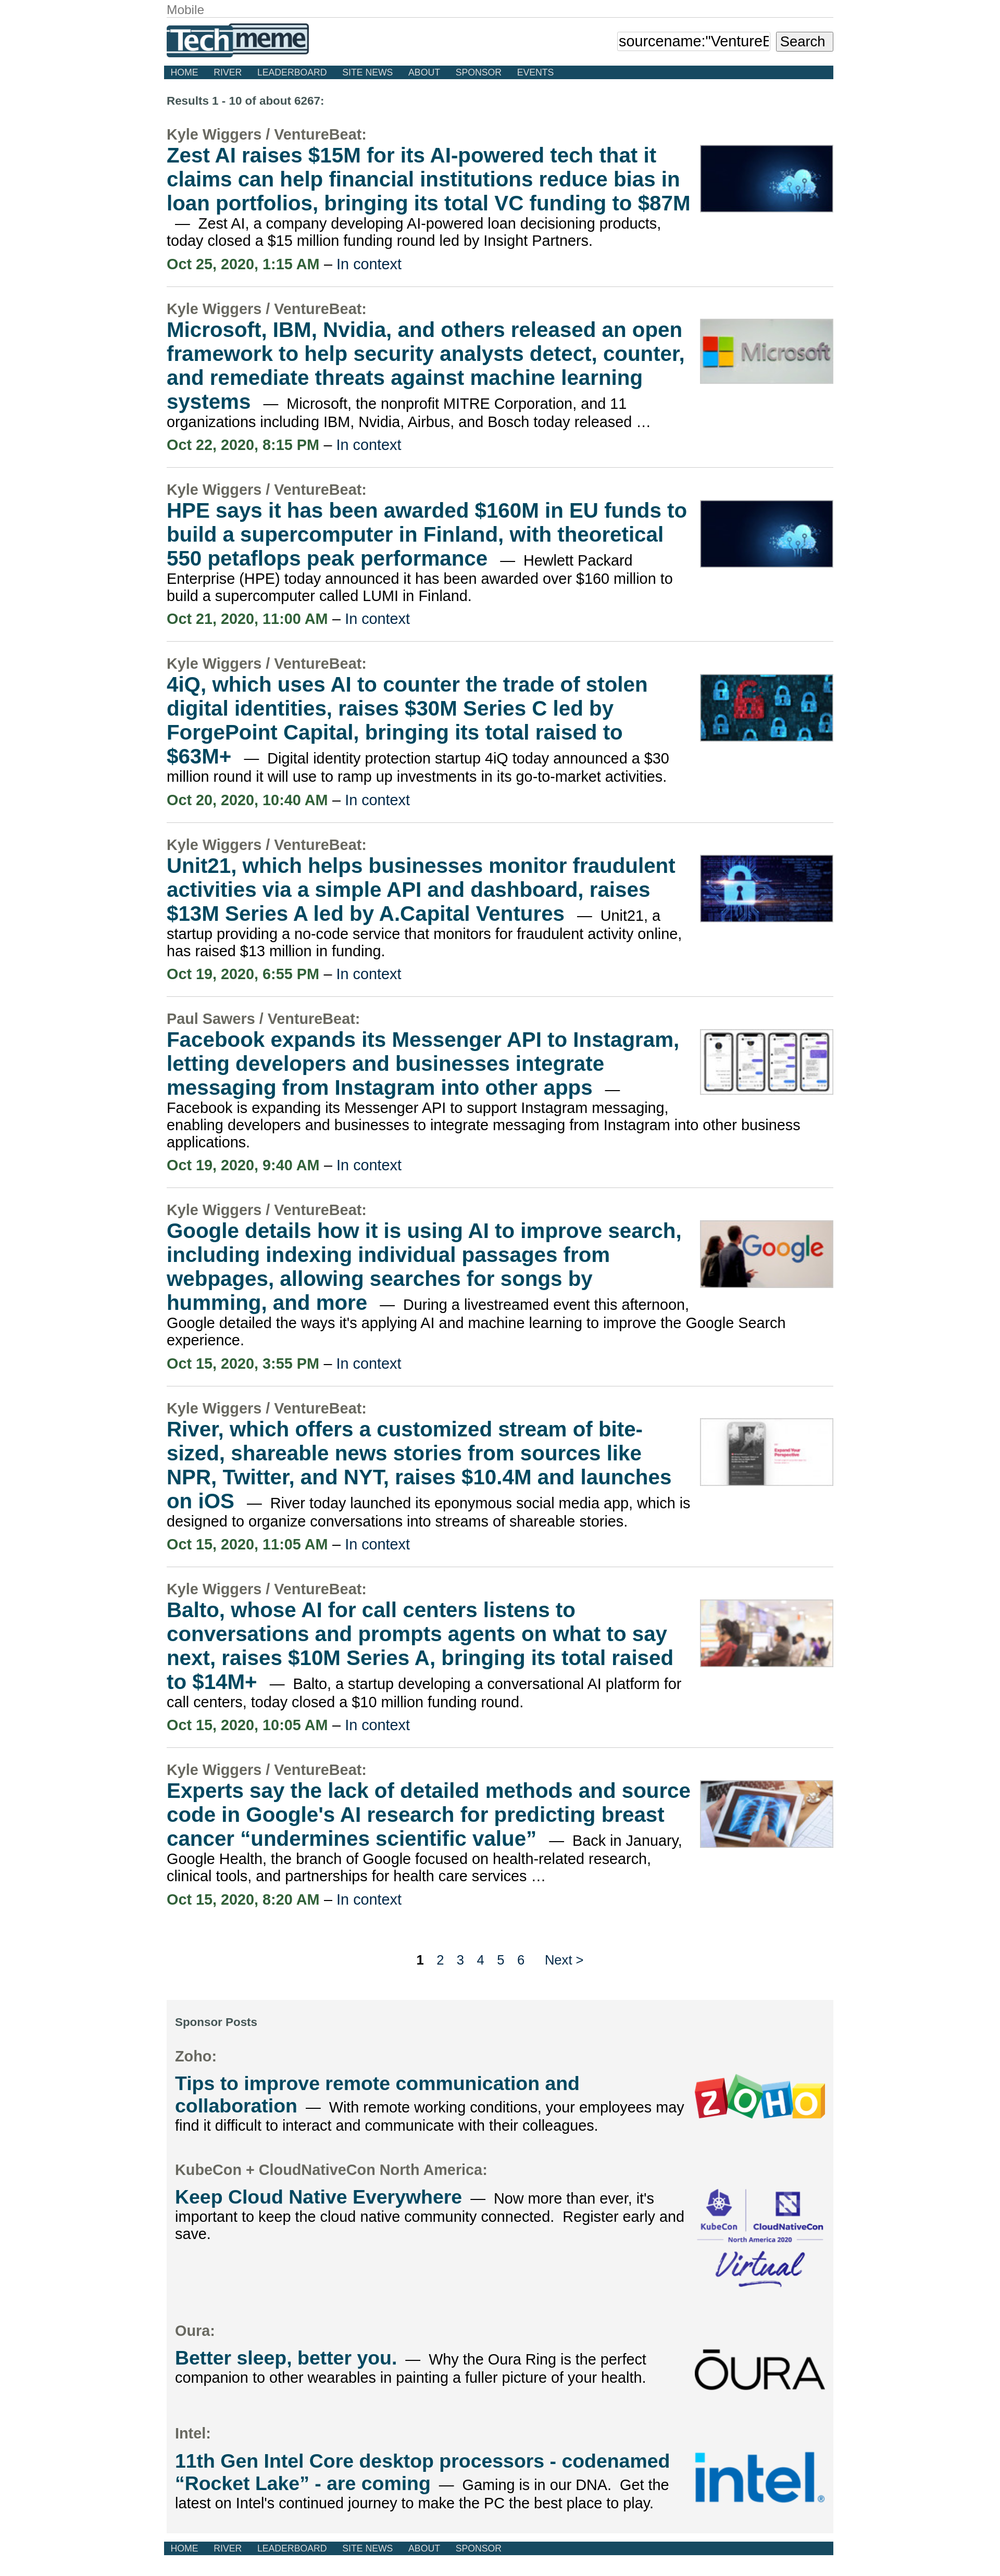 Mobile
Techmeme
sourcename:"VentureB
Search
HOME RIVER LEADERBOARD SITE NEWS ABOUT SPONSOR EVENTS
Results 1 - 10 of about 6267:
Kyle Wiggers / VentureBeat:
Zest AI raises $15M for its AI-powered tech that it
claims can help financial institutions reduce bias in
loan portfolios, bringing its total VC funding to $87M
— Zest AI, a company developing AI-powered loan decisioning products,
today closed a $15 million funding round led by Insight Partners.
Oct 25, 2020, 1:15 AM – In context
Kyle Wiggers / VentureBeat:
Microsoft, IBM, Nvidia, and others released an open
framework to help security analysts detect, counter,
and remediate threats against machine learning
systems — Microsoft, the nonprofit MITRE Corporation, and 11
organizations including IBM, Nvidia, Airbus, and Bosch today released …
Microsoft
Oct 22, 2020, 8:15 PM – In context
Kyle Wiggers / VentureBeat:
HPE says it has been awarded $160M in EU funds to
build a supercomputer in Finland, with theoretical
550 petaflops peak performance — Hewlett Packard
Enterprise (HPE) today announced it has been awarded over $160 million to
build a supercomputer called LUMI in Finland.
Oct 21, 2020, 11:00 AM – In context
Kyle Wiggers / VentureBeat:
4iQ, which uses AI to counter the trade of stolen
digital identities, raises $30M Series C led by
ForgePoint Capital, bringing its total raised to
$63M+ — Digital identity protection startup 4iQ today announced a $30
million round it will use to ramp up investments in its go-to-market activities.
Oct 20, 2020, 10:40 AM – In context
Kyle Wiggers / VentureBeat:
Unit21, which helps businesses monitor fraudulent
activities via a simple API and dashboard, raises
$13M Series A led by A.Capital Ventures — Unit21, a
startup providing a no-code service that monitors for fraudulent activity online,
has raised $13 million in funding.
Oct 19, 2020, 6:55 PM – In context
Paul Sawers / VentureBeat:
Facebook expands its Messenger API to Instagram,
letting developers and businesses integrate
messaging from Instagram into other apps —
Facebook is expanding its Messenger API to support Instagram messaging,
enabling developers and businesses to integrate messaging from Instagram into other business
applications.
Oct 19, 2020, 9:40 AM – In context
Kyle Wiggers / VentureBeat:
Google details how it is using AI to improve search,
including indexing individual passages from
webpages, allowing searches for songs by
humming, and more — During a livestreamed event this afternoon,
Google detailed the ways it's applying AI and machine learning to improve the Google Search
experience.
Google
Oct 15, 2020, 3:55 PM – In context
Kyle Wiggers / VentureBeat:
River, which offers a customized stream of bite-
sized, shareable news stories from sources like
NPR, Twitter, and NYT, raises $10.4M and launches
on iOS — River today launched its eponymous social media app, which is
designed to organize conversations into streams of shareable stories.
Expand Your
Perspective
Oct 15, 2020, 11:05 AM – In context
Kyle Wiggers / VentureBeat:
Balto, whose AI for call centers listens to
conversations and prompts agents on what to say
next, raises $10M Series A, bringing its total raised
to $14M+ — Balto, a startup developing a conversational AI platform for
call centers, today closed a $10 million funding round.
Oct 15, 2020, 10:05 AM – In context
Kyle Wiggers / VentureBeat:
Experts say the lack of detailed methods and source
code in Google's AI research for predicting breast
cancer “undermines scientific value” — Back in January,
Google Health, the branch of Google focused on health-related research,
clinical tools, and partnerships for health care services …
Oct 15, 2020, 8:20 AM – In context
1 2 3 4 5 6 Next >
Sponsor Posts
Zoho:
Tips to improve remote communication and
collaboration — With remote working conditions, your employees may
find it difficult to interact and communicate with their colleagues.
ZOHO
KubeCon + CloudNativeCon North America:
Keep Cloud Native Everywhere — Now more than ever, it's
important to keep the cloud native community connected. Register early and
save.
KubeCon CloudNativeCon
North America 2020
Virtual
Oura:
Better sleep, better you. — Why the Oura Ring is the perfect
companion to other wearables in painting a fuller picture of your health.
ŌURA
Intel:
11th Gen Intel Core desktop processors - codenamed
“Rocket Lake” - are coming — Gaming is in our DNA. Get the
latest on Intel's continued journey to make the PC the best place to play.
intel®
HOME RIVER LEADERBOARD SITE NEWS ABOUT SPONSOR